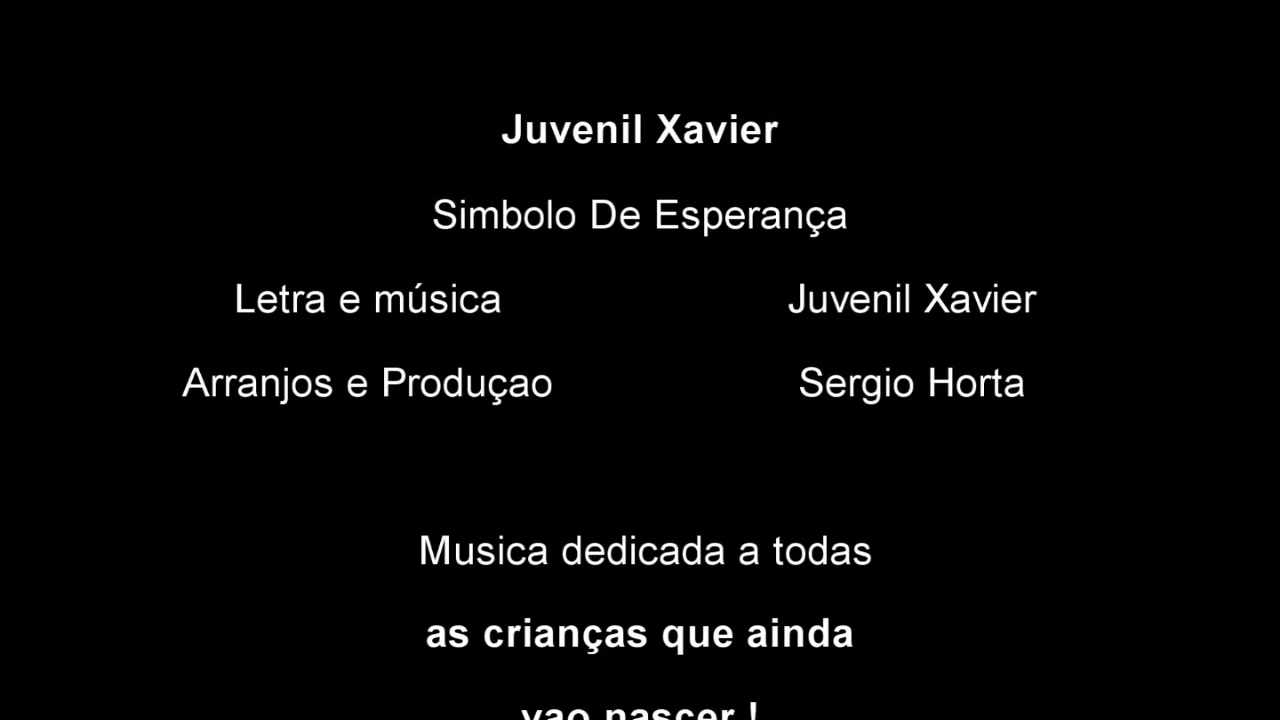 Juvenil Xavier
Simbolo De Esperança
Letra e música Juvenil Xavier
Arranjos e Produçao Sergio Horta
Musica dedicada a todas
as crianças que ainda
vao nascer !